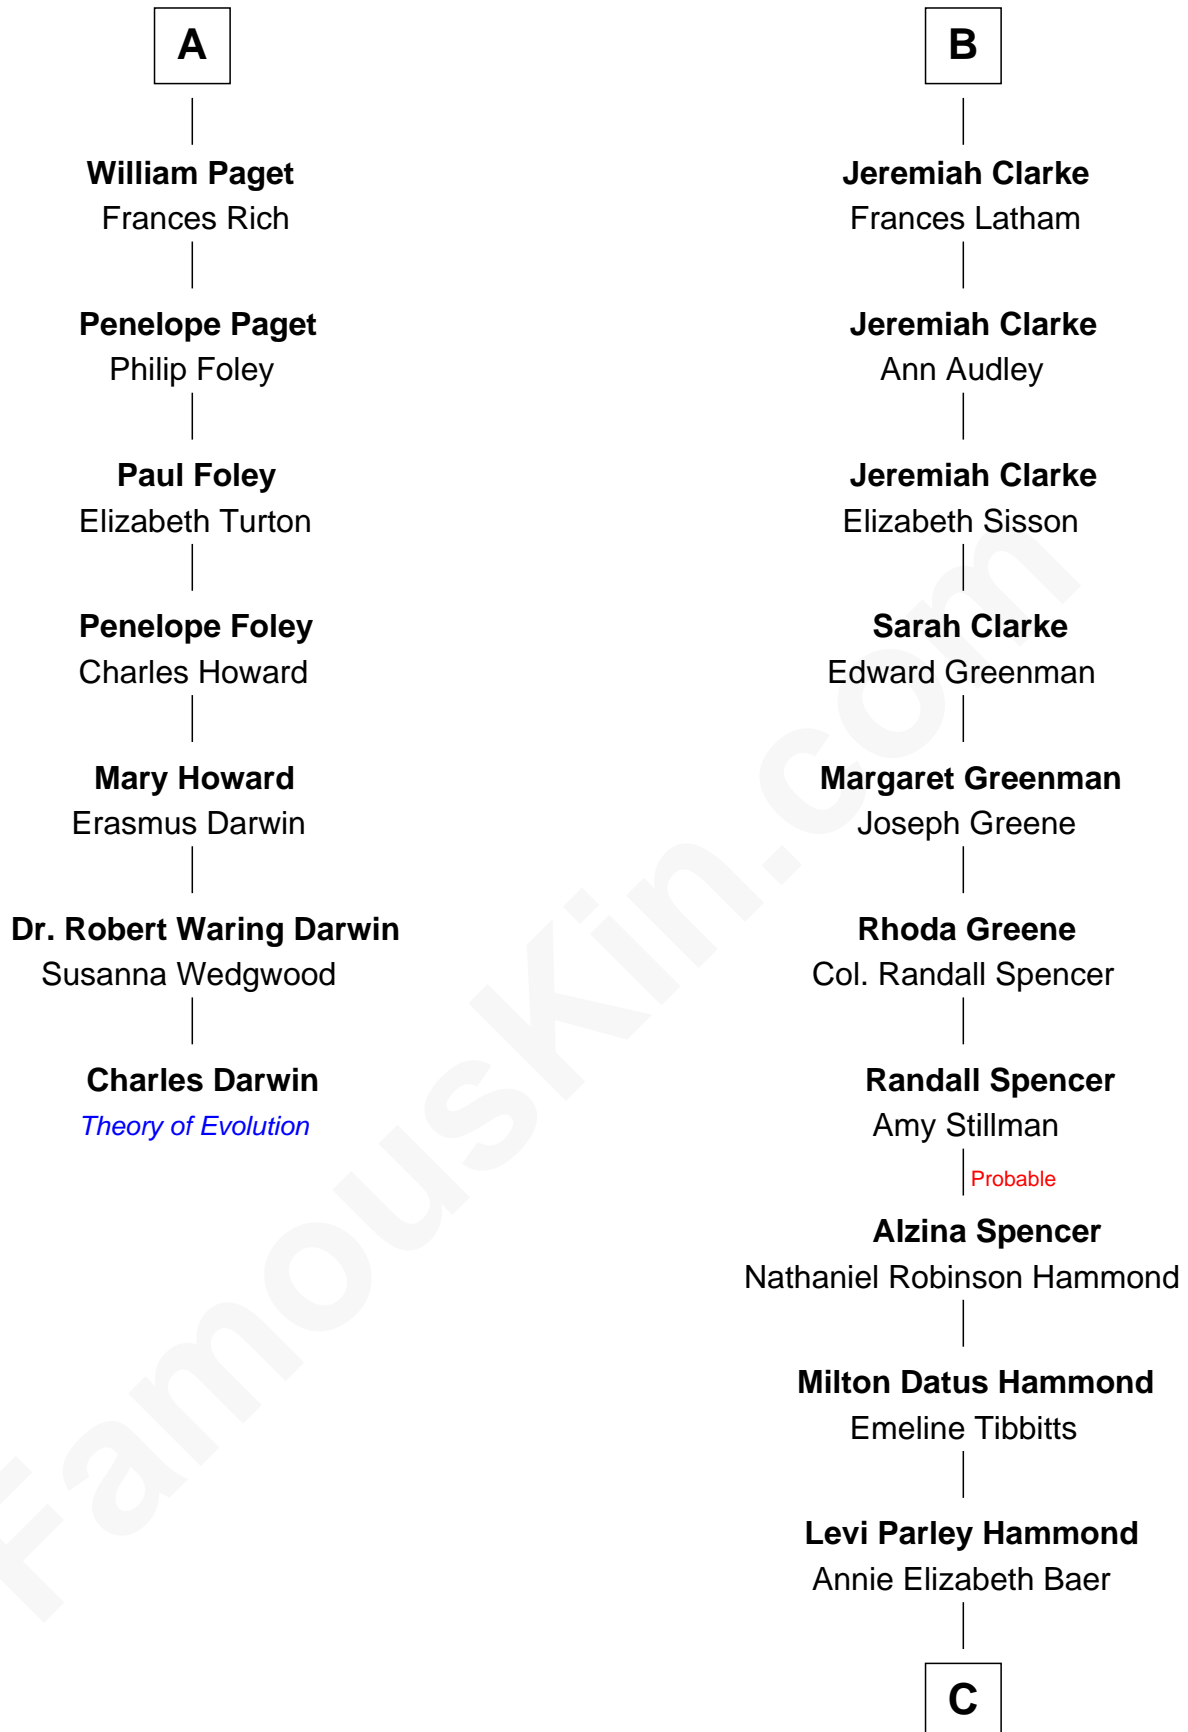 A
William Paget
Frances Rich
Penelope Paget
Philip Foley
Paul Foley
Elizabeth Turton
Penelope Foley
Charles Howard
Mary Howard
Erasmus Darwin
Dr. Robert Waring Darwin
Susanna Wedgwood
Charles Darwin
Theory of Evolution
B
Jeremiah Clarke
Frances Latham
Jeremiah Clarke
Ann Audley
Jeremiah Clarke
Elizabeth Sisson
Sarah Clarke
Edward Greenman
Margaret Greenman
Joseph Greene
Rhoda Greene
Col. Randall Spencer
Randall Spencer
Amy Stillman
Probable
Alzina Spencer
Nathaniel Robinson Hammond
Milton Datus Hammond
Emeline Tibbitts
Levi Parley Hammond
Annie Elizabeth Baer
C
FamousKin.com